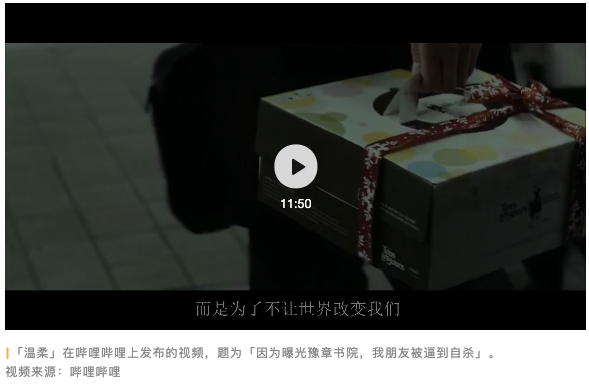 11:50
而是为了不让世界改变我们
「温柔」在哔哩哔哩上发布的视频，题为「因为曝光豫章书院，我朋友被逼到自杀」。
视频来源：哔哩哔哩